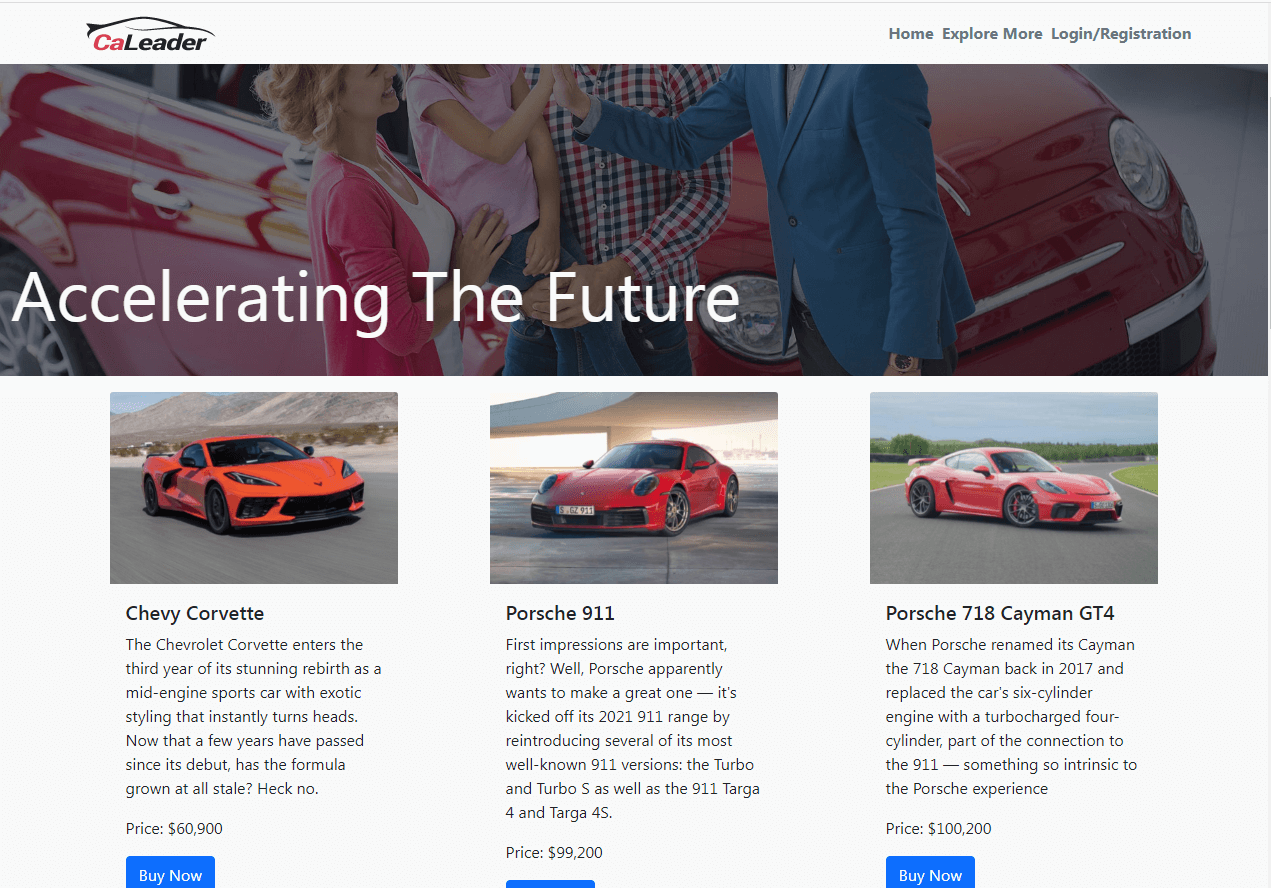 CaLeader
Home Explore More Login/Registration
Accelerating The Future
S GZ 911
Chevy Corvette
The Chevrolet Corvette enters the
third year of its stunning rebirth as a
mid-engine sports car with exotic
styling that instantly turns heads.
Now that a few years have passed
since its debut, has the formula
grown at all stale? Heck no.
Price: $60,900
Buy Now
Porsche 911
First impressions are important,
right? Well, Porsche apparently
wants to make a great one — it's
kicked off its 2021 911 range by
reintroducing several of its most
well-known 911 versions: the Turbo
and Turbo S as well as the 911 Targa
4 and Targa 4S.
Price: $99,200
Porsche 718 Cayman GT4
When Porsche renamed its Cayman
the 718 Cayman back in 2017 and
replaced the car's six-cylinder
engine with a turbocharged four-
cylinder, part of the connection to
the 911 — something so intrinsic to
the Porsche experience
Price: $100,200
Buy Now